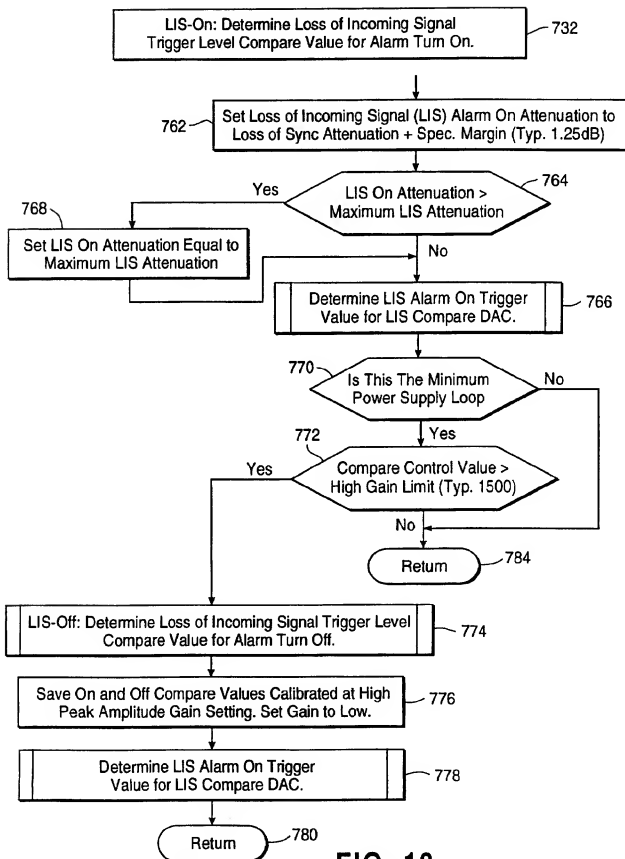 LIS-On: Determine Loss of Incoming Signal
Trigger Level Compare Value for Alarm Turn On.
732
762
Set Loss of Incoming Signal (LIS) Alarm On Attenuation to
Loss of Sync Attenuation + Spec. Margin (Typ. 1.25dB)
764
Yes
LIS On Attenuation >
Maximum LIS Attenuation
768
Set LIS On Attenuation Equal to
Maximum LIS Attenuation
No
Determine LIS Alarm On Trigger
Value for LIS Compare DAC.
766
770
Is This The Minimum
Power Supply Loop
No
Yes
772
Yes
Compare Control Value >
High Gain Limit (Typ. 1500)
No
Return
784
LIS-Off: Determine Loss of Incoming Signal Trigger Level
Compare Value for Alarm Turn Off.
774
Save On and Off Compare Values Calibrated at High
Peak Amplitude Gain Setting. Set Gain to Low.
776
Determine LIS Alarm On Trigger
Value for LIS Compare DAC.
778
Return
780